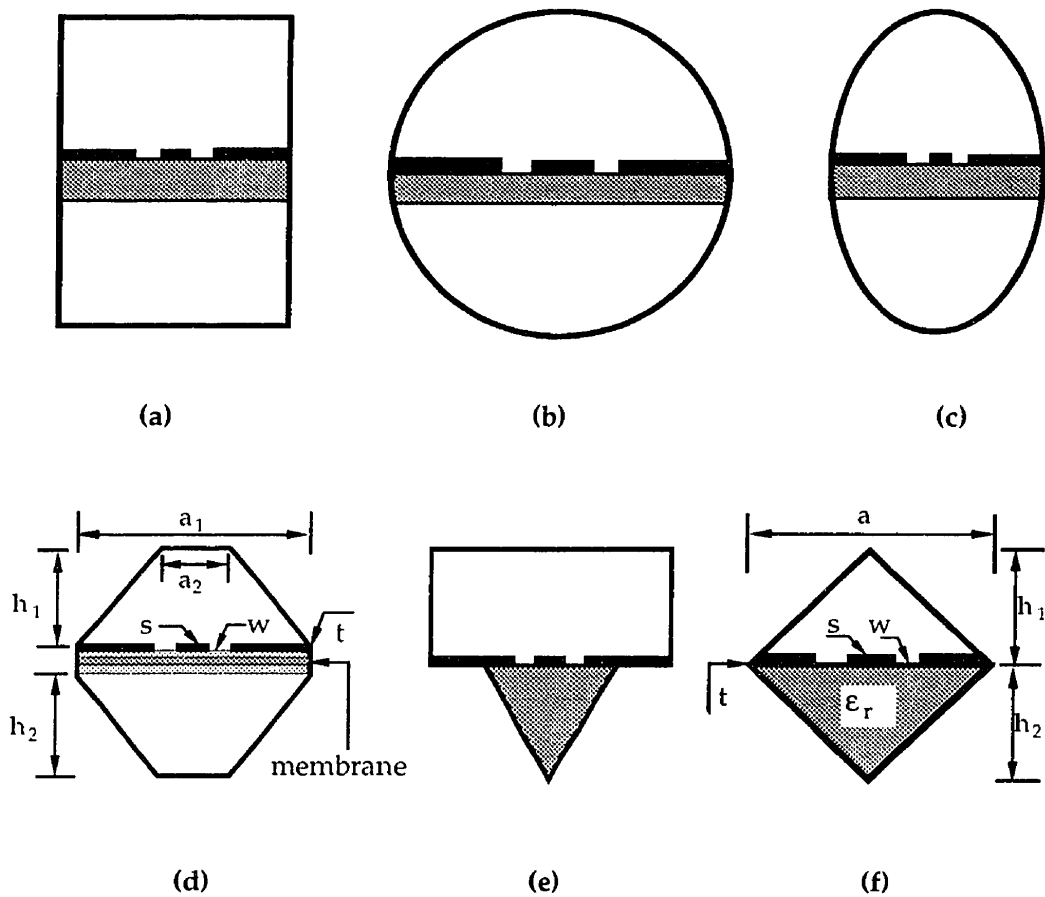 (a)
(b)
(c)
a₁
a₂
h₁
s
w
t
h₂
membrane
a
h₁
s
w
t
εᵣ
h₂
(d)
(e)
(f)